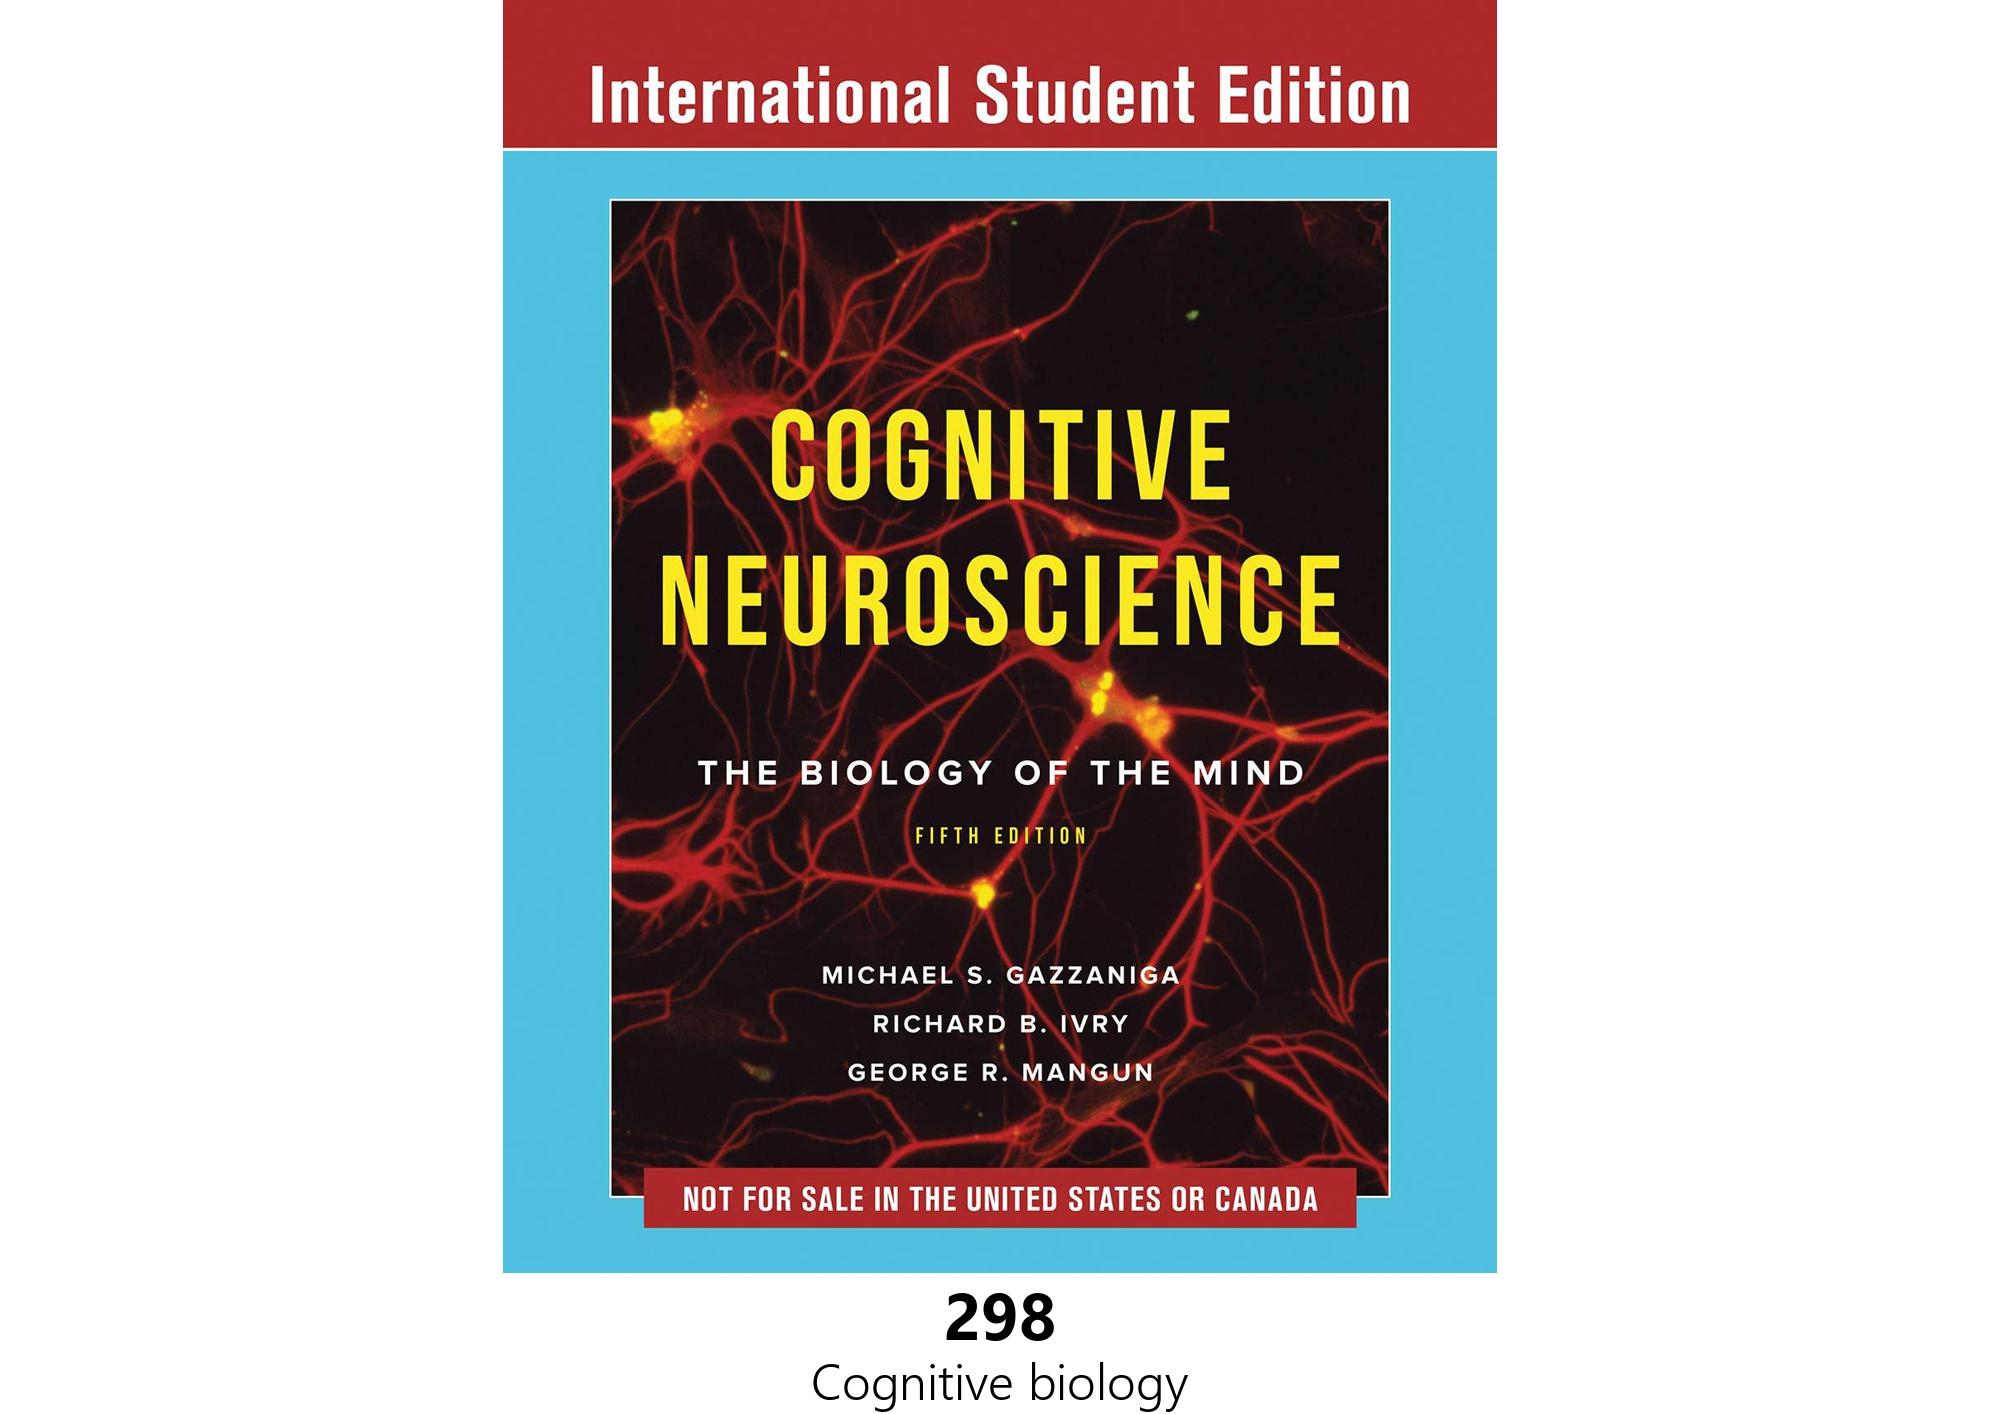 International Student Edition
COGNITIVE
NEUROSCIENCE
THE BIOLOGY OF THE MIND
FIFTH EDITION
MICHAEL S. GAZZANIGA
RICHARD B. IVRY
GEORGE R. MANGUN
NOT FOR SALE IN THE UNITED STATES OR CANADA
298
Cognitive biology